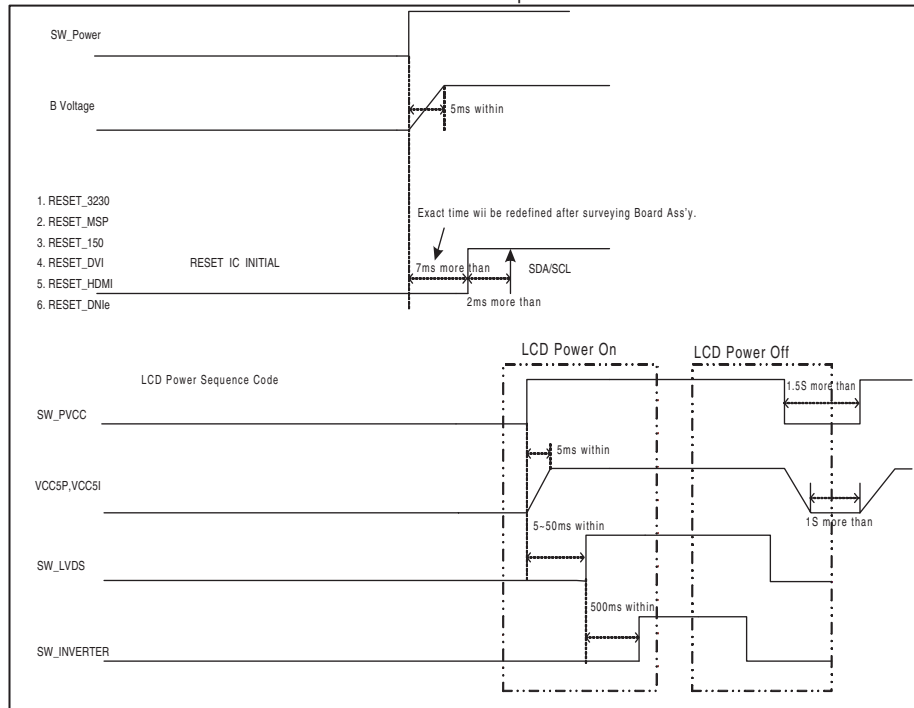 SW_Power
B Voltage
5ms within
1. RESET_3230
2. RESET_MSP
3. RESET_150
4. RESET_DVI
5. RESET_HDMI
6. RESET_DNIe
RESET IC INITIAL
Exact time wii be redefined after surveying Board Ass'y.
7ms more than
SDA/SCL
2ms more than
LCD Power On
LCD Power Off
LCD Power Sequence Code
1.5S more than
SW_PVCC
5ms within
VCC5P,VCC5I
1S more than
5~50ms within
SW_LVDS
500ms within
SW_INVERTER